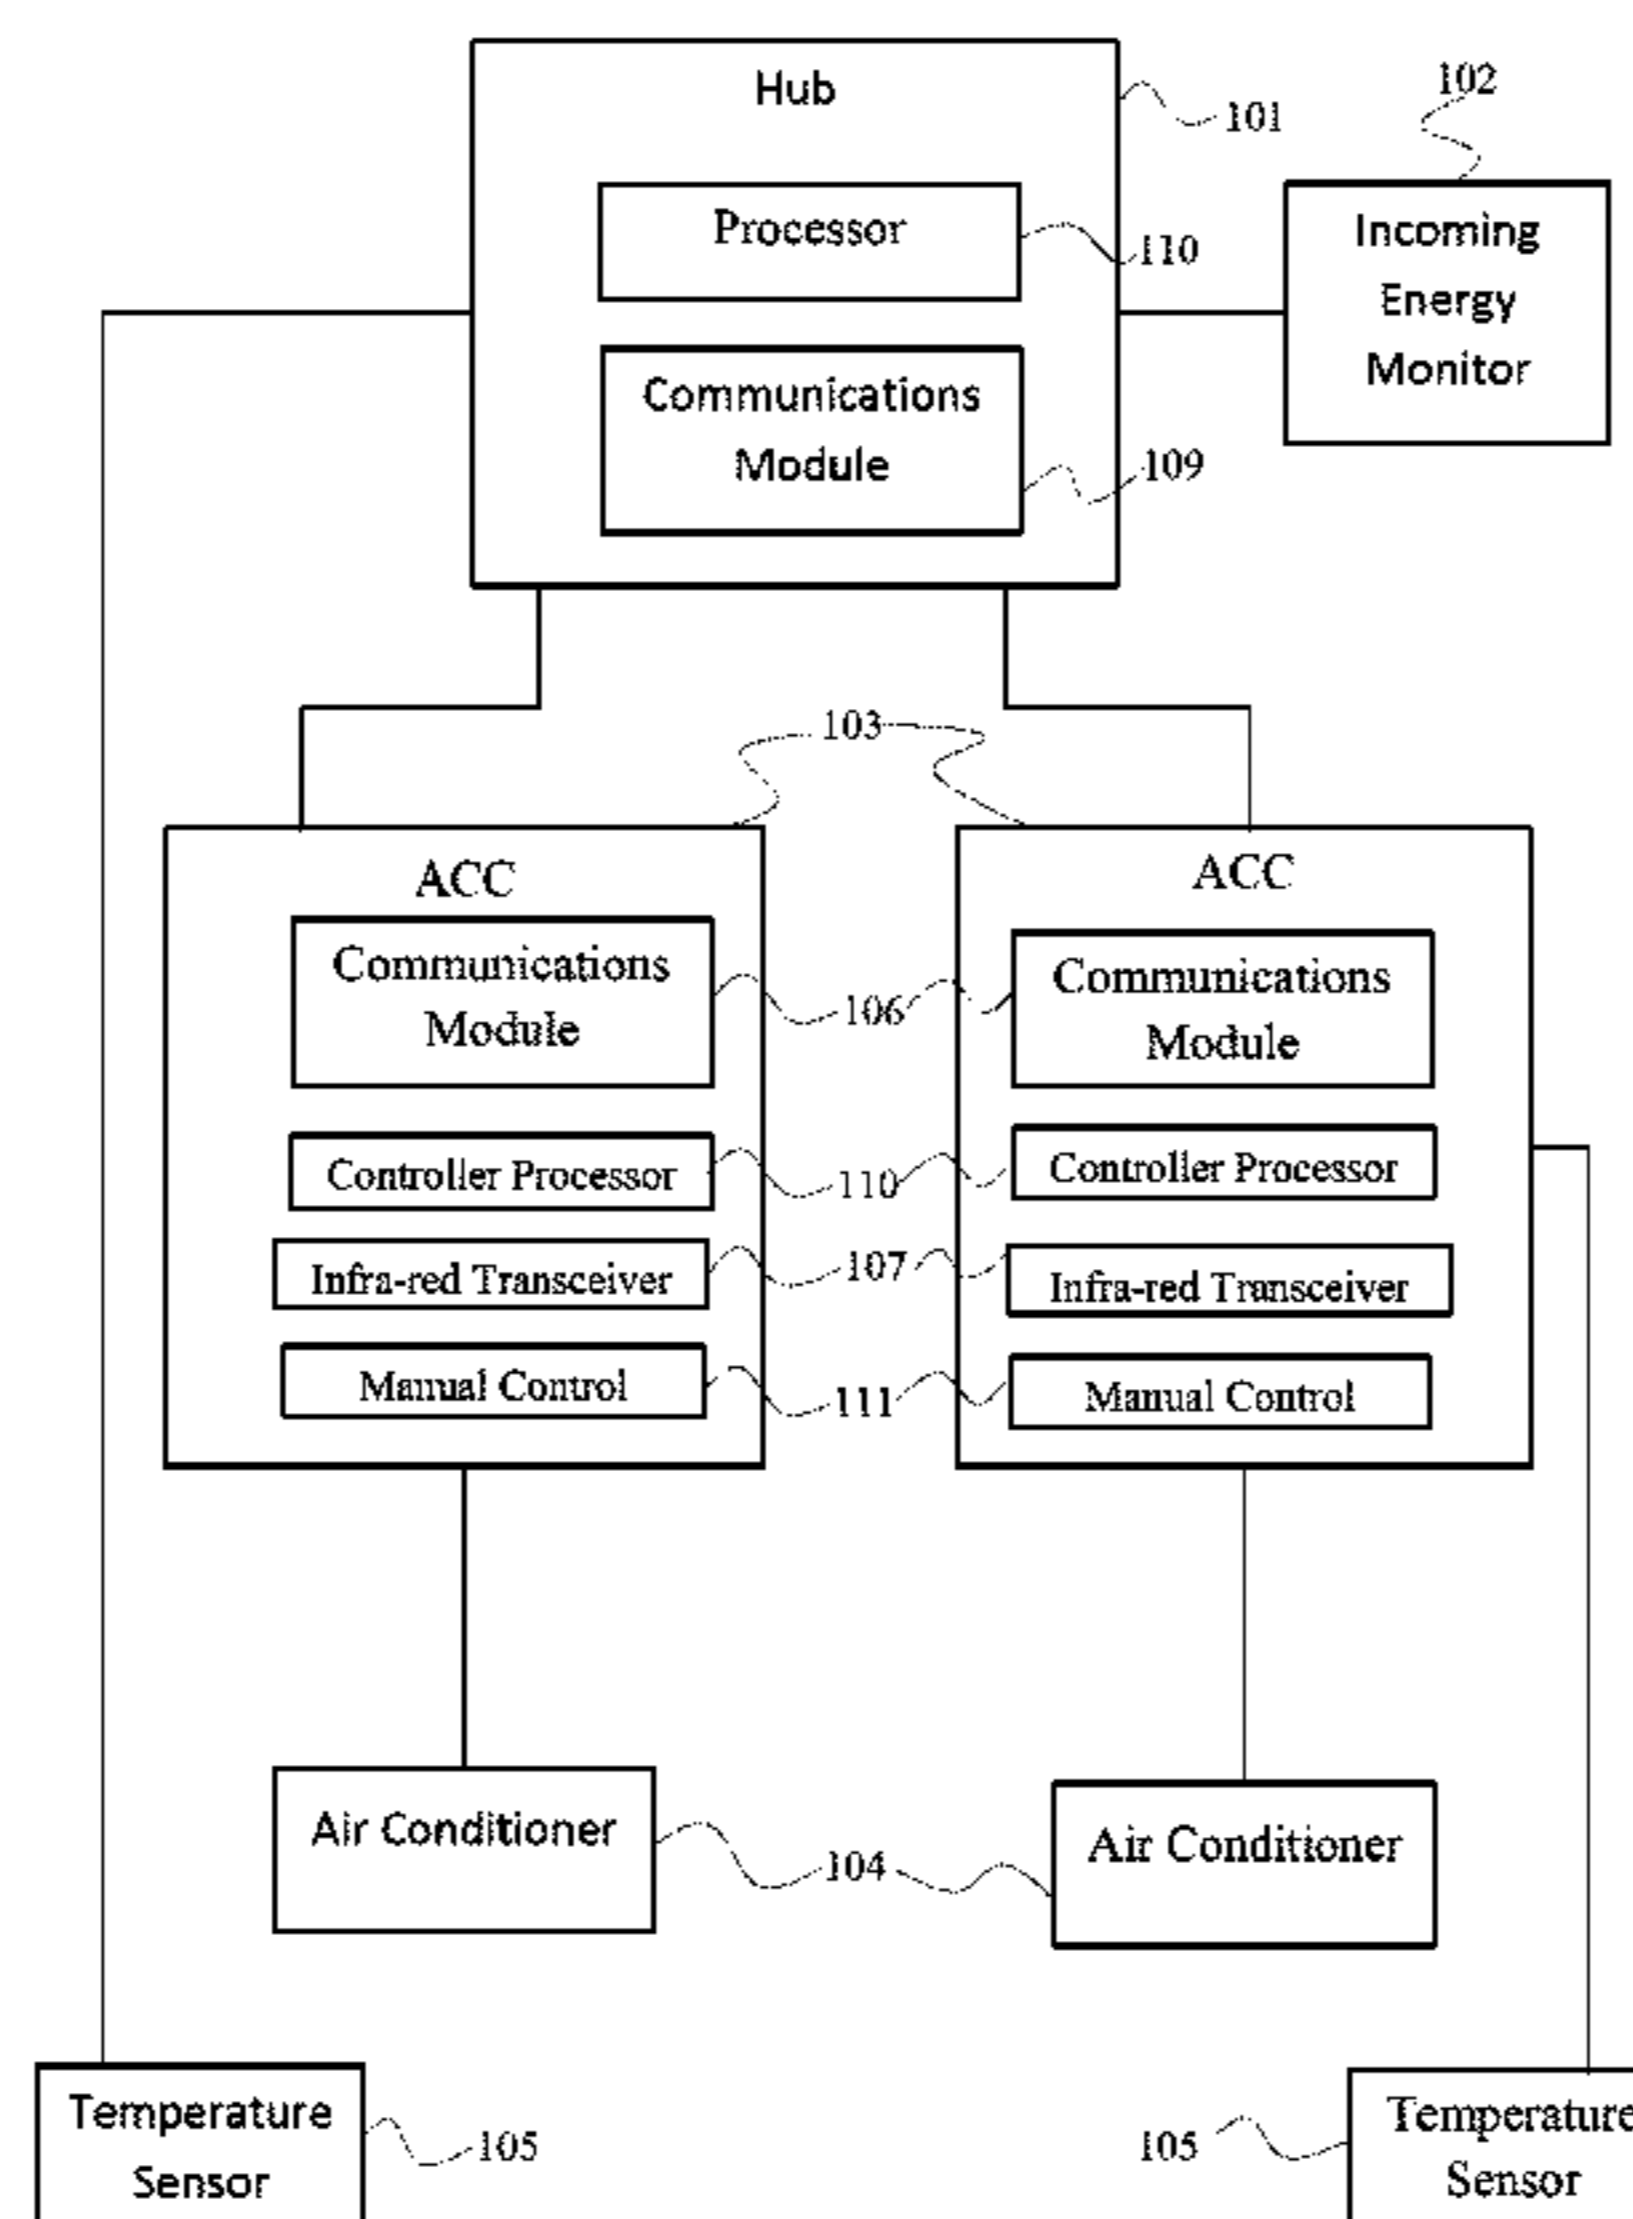 Hub
101
102
Processor
110
Incoming
Energy
Monitor
Communications
Module
109
103
ACC
ACC
Communications
Module
106
Communications
Module
Controller Processor
110
Controller Processor
Infra-red Transceiver
107
Infra-red Transceiver
Manual Control
111
Manual Control
Air Conditioner
104
Air Conditioner
Temperature
Sensor
105
105
Temperature
Sensor